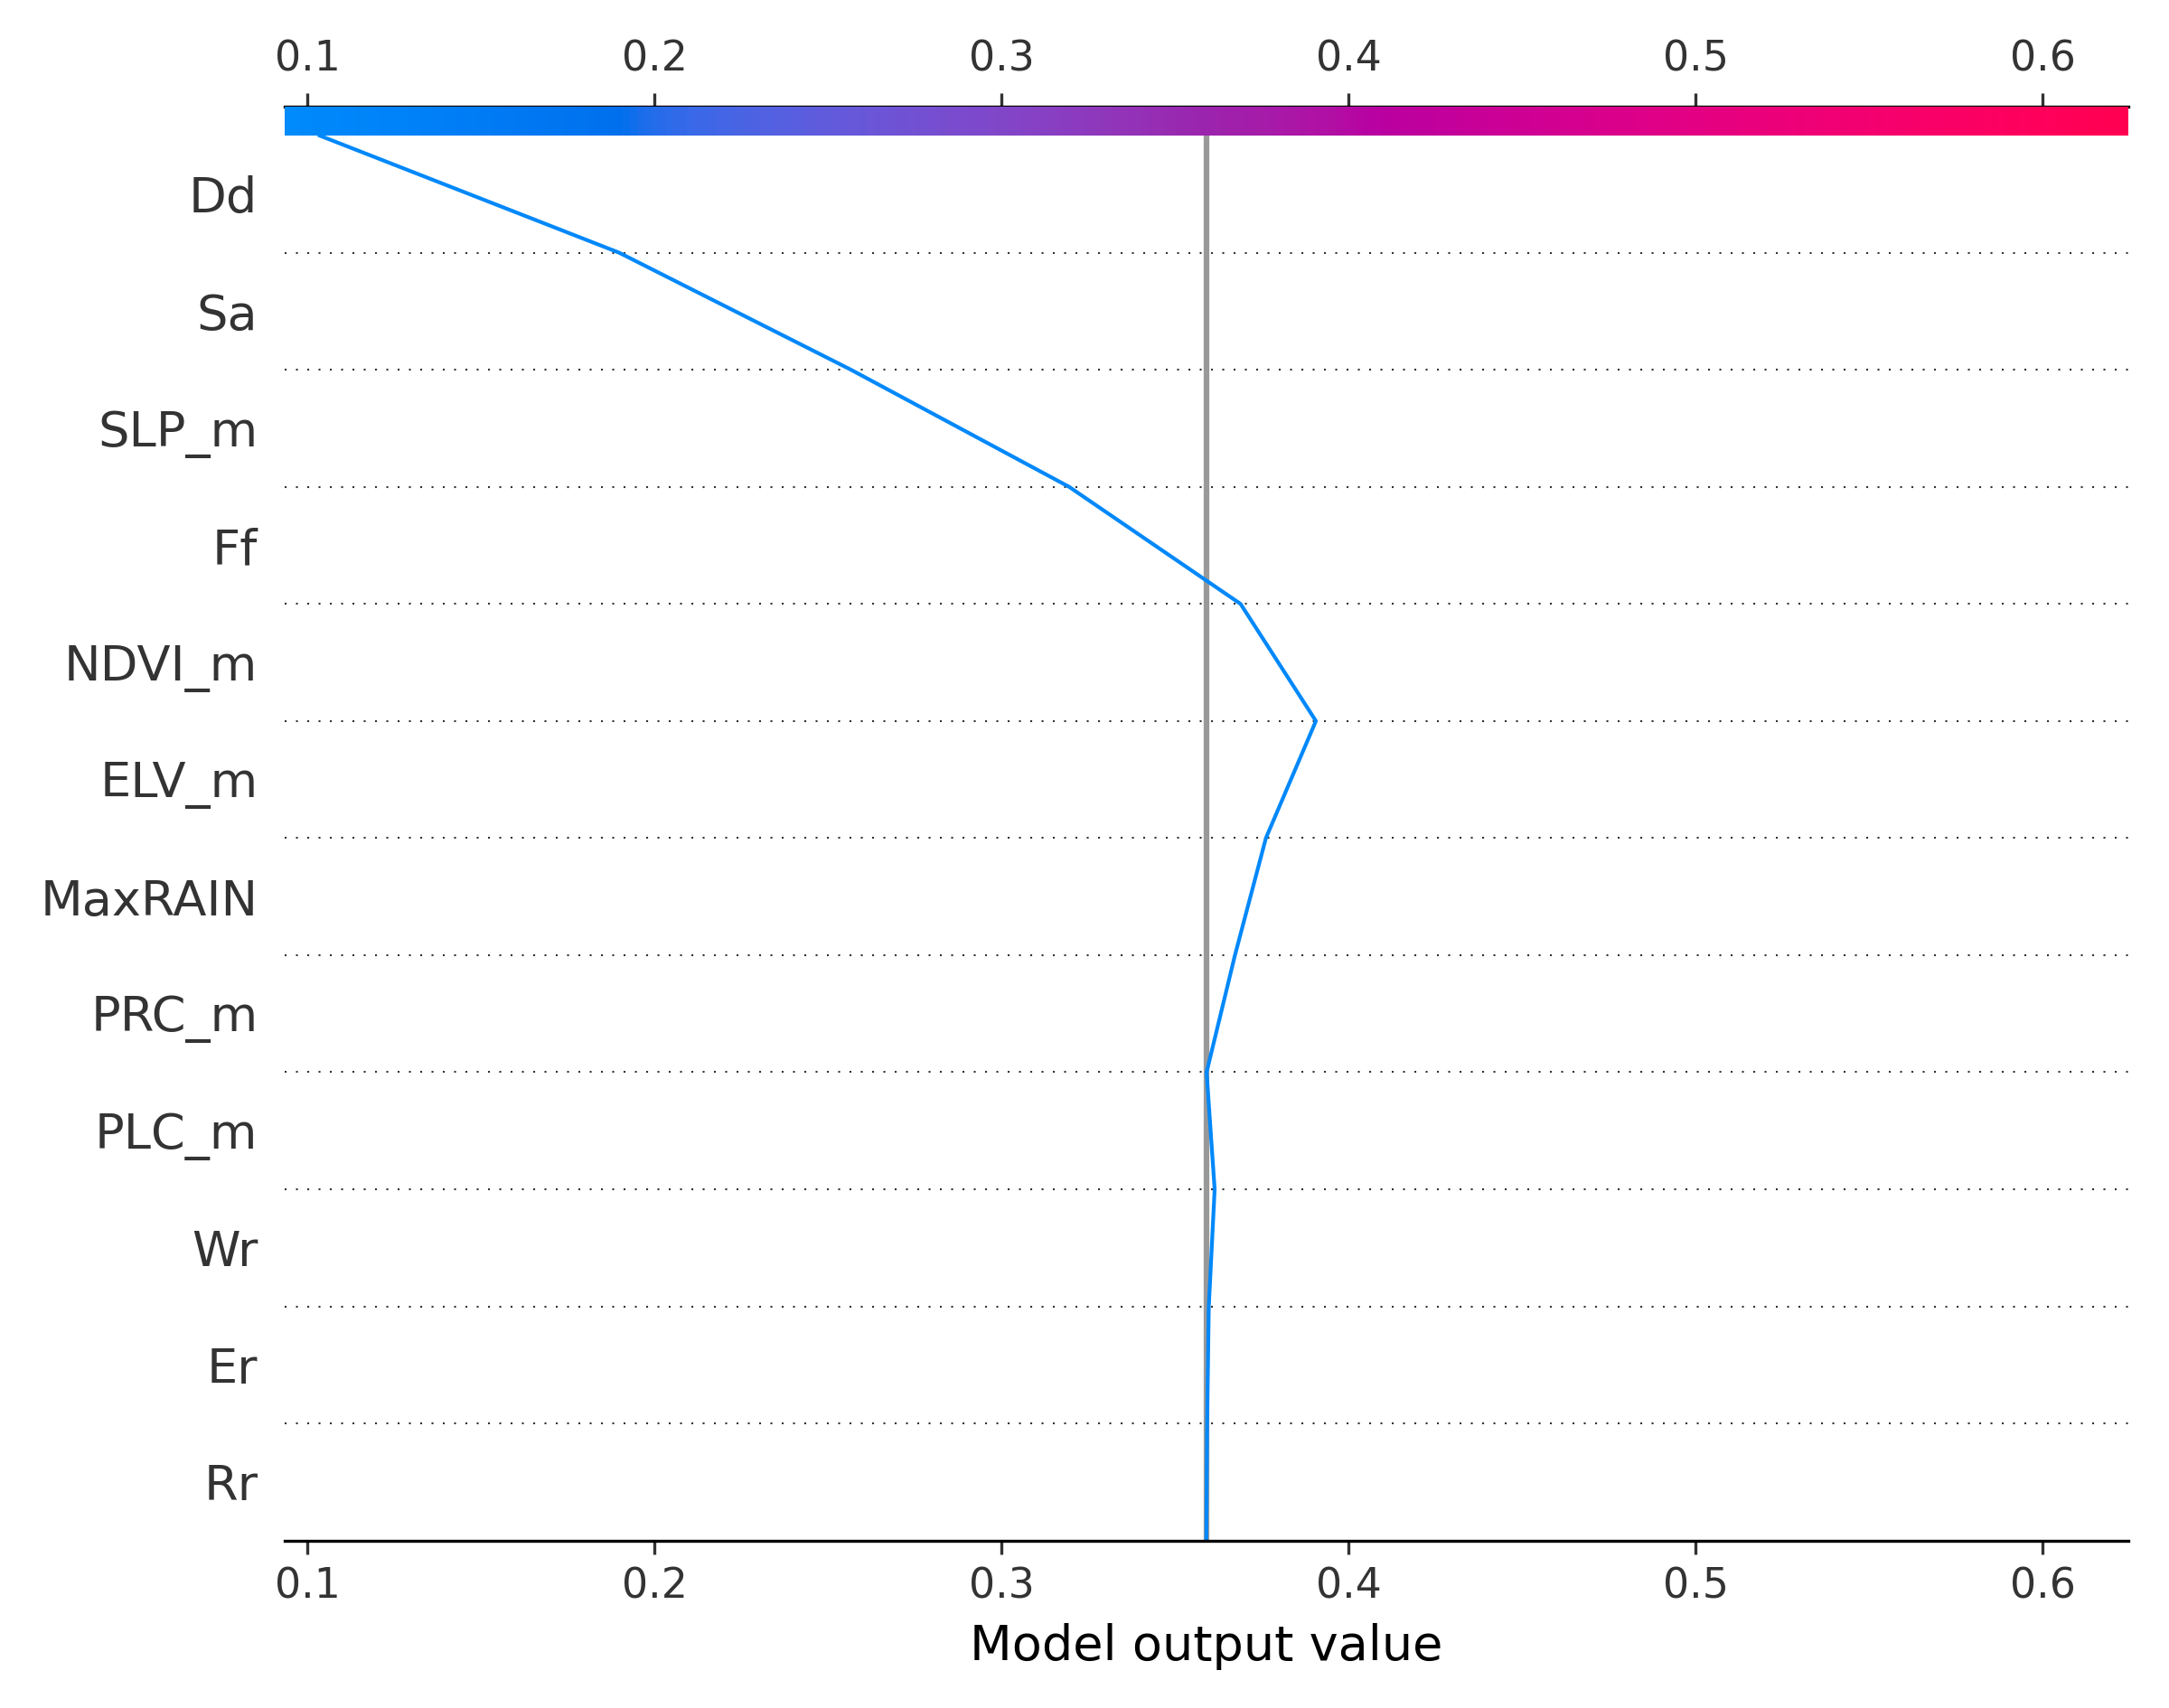 0.1 0.2 0.3 0.4 0.5 0.6
Dd
Sa
SLP_m
Ff
NDVI_m
ELV_m
MaxRAIN
PRC_m
PLC_m
Wr
Er
Rr
0.1 0.2 0.3 0.4 0.5 0.6
Model output value